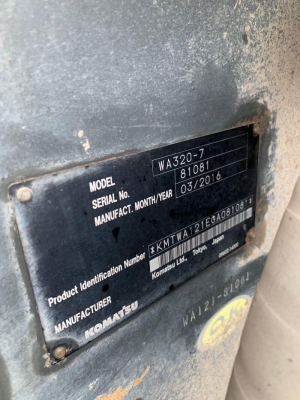 MODEL WA320-7
SERIAL No. 81081
MANUFACT. MONTH/YEAR 03/2016
Product Identification Number *KMTWA121EGA081081*
MANUFACTURER Komatsu Ltd., Tokyo, Japan
KOMATSU
WA121-81081